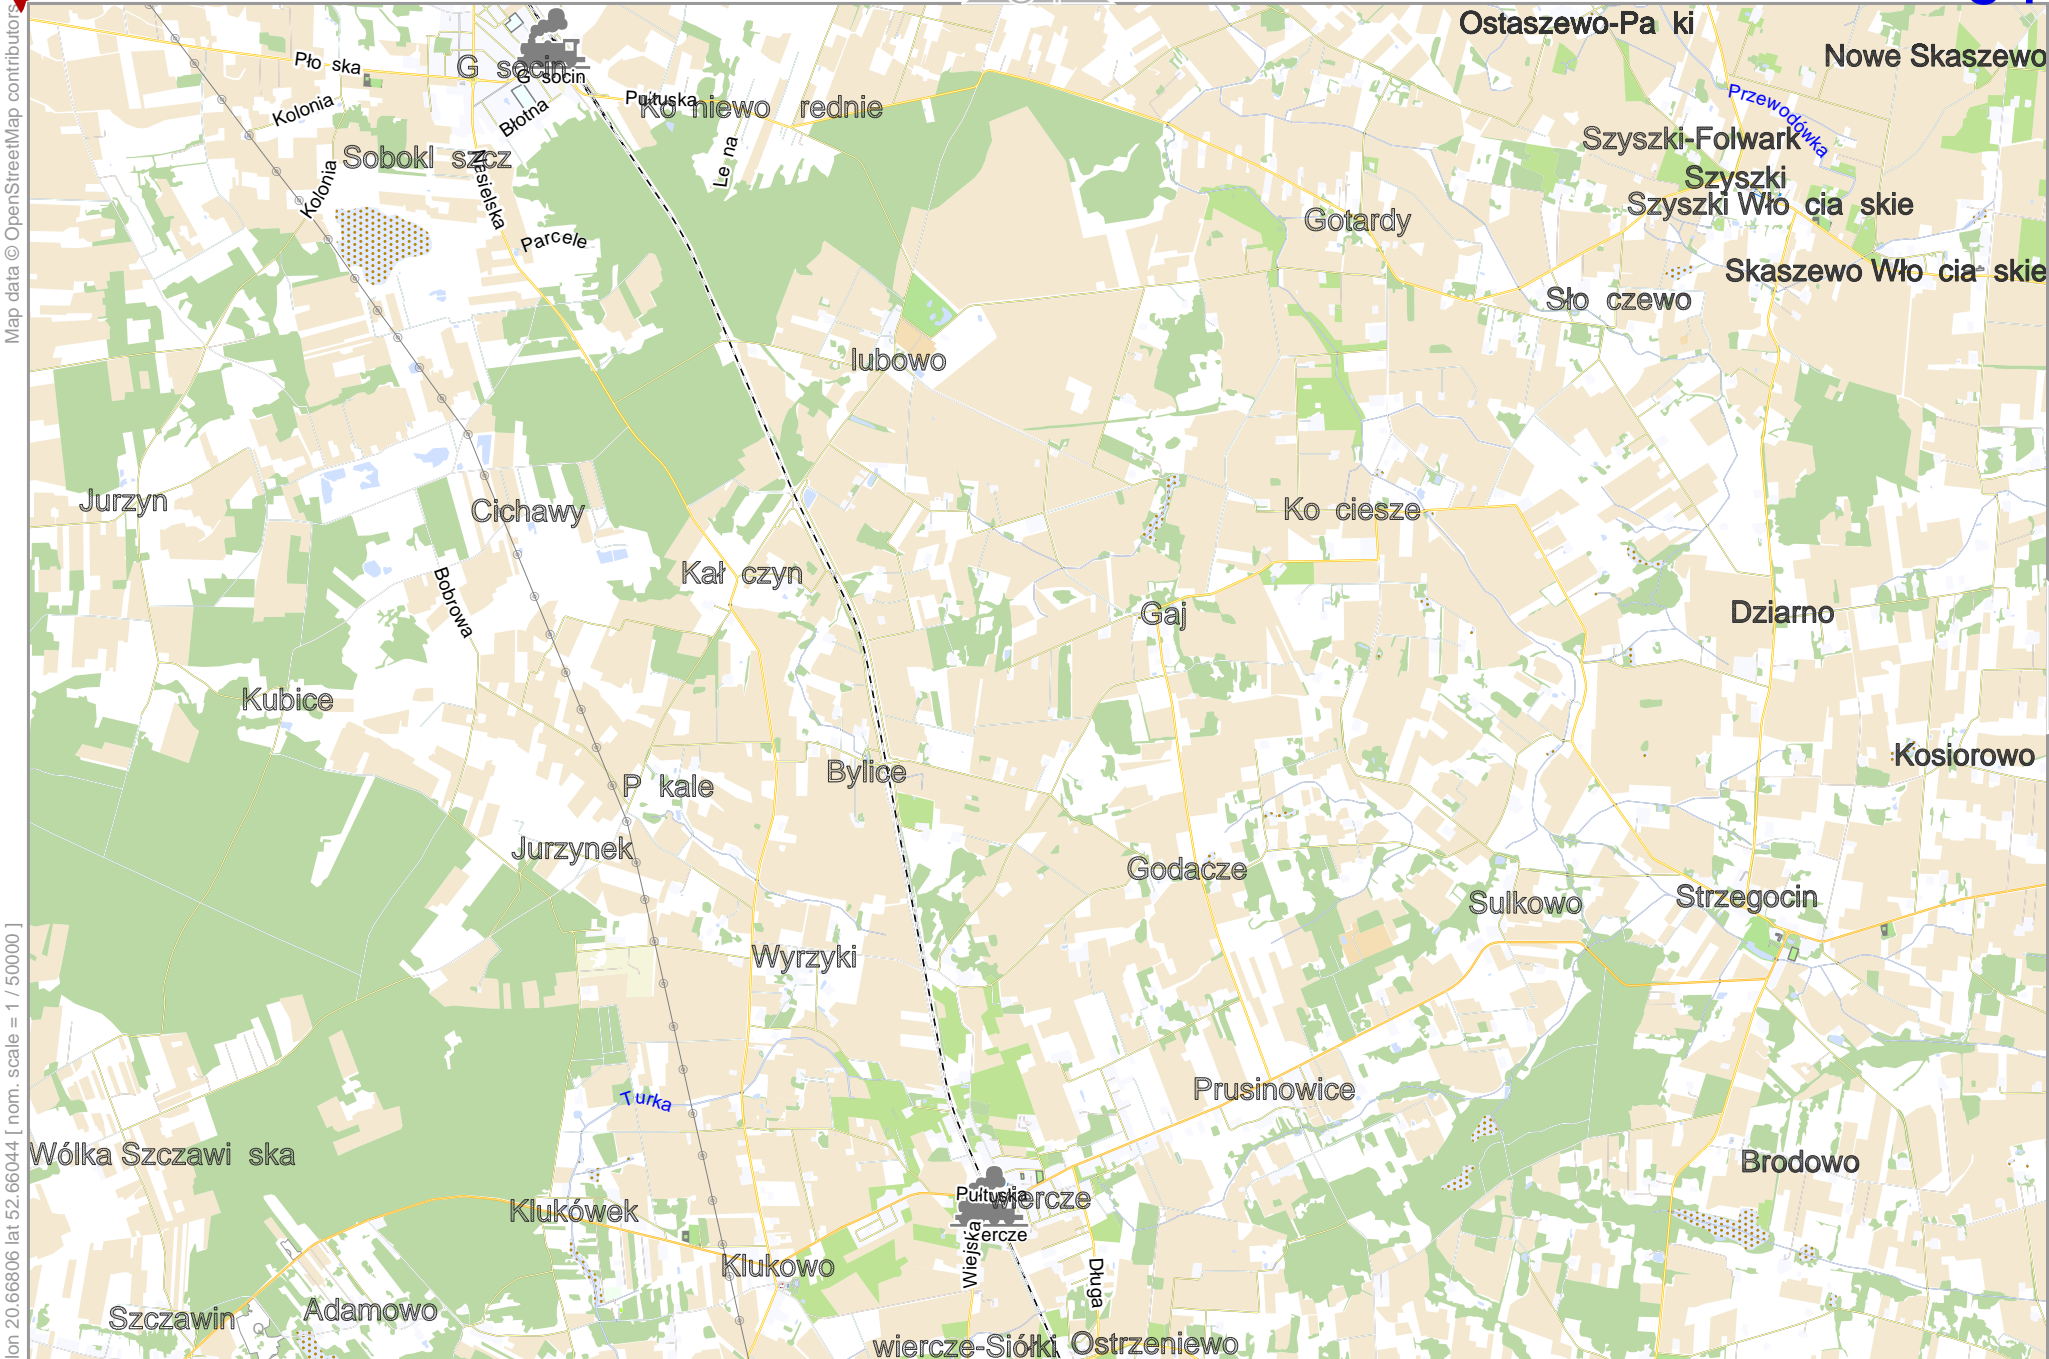 Ostaszewo-Pa ki
Nowe Skaszewo
Pło ska
G socin
G socin
Kolonia
Błotna
Pułtuska
Ko niewo rednie
Przewodówka
Szyszki-Folwark
Sobokl szcz
Le na
Kolonia
Nasielska
Szyszki
Szyszki Wło cia skie
Gotardy
Parcele
Skaszewo Wło cia skie
Sło czewo
lubowo
Jurzyn
Cichawy
Ko ciesze
Kał czyn
Bobrowa
Gaj
Dziarno
Kubice
Kosiorowo
Bylice
P kale
Jurzynek
Godacze
Sulkowo
Strzegocin
Wyrzyki
Turka
Prusinowice
Wólka Szczawi ska
Brodowo
Pułtuska
wiercze
Klukówek
ercze
Wiejska
Klukowo
Długa
Szczawin
Adamowo
wiercze-Siółki
Ostrzeniewo
Map data © OpenStreetMap contributors
lon 20.66806 lat 52.66044 [ nom. scale = 1 / 50000 ]